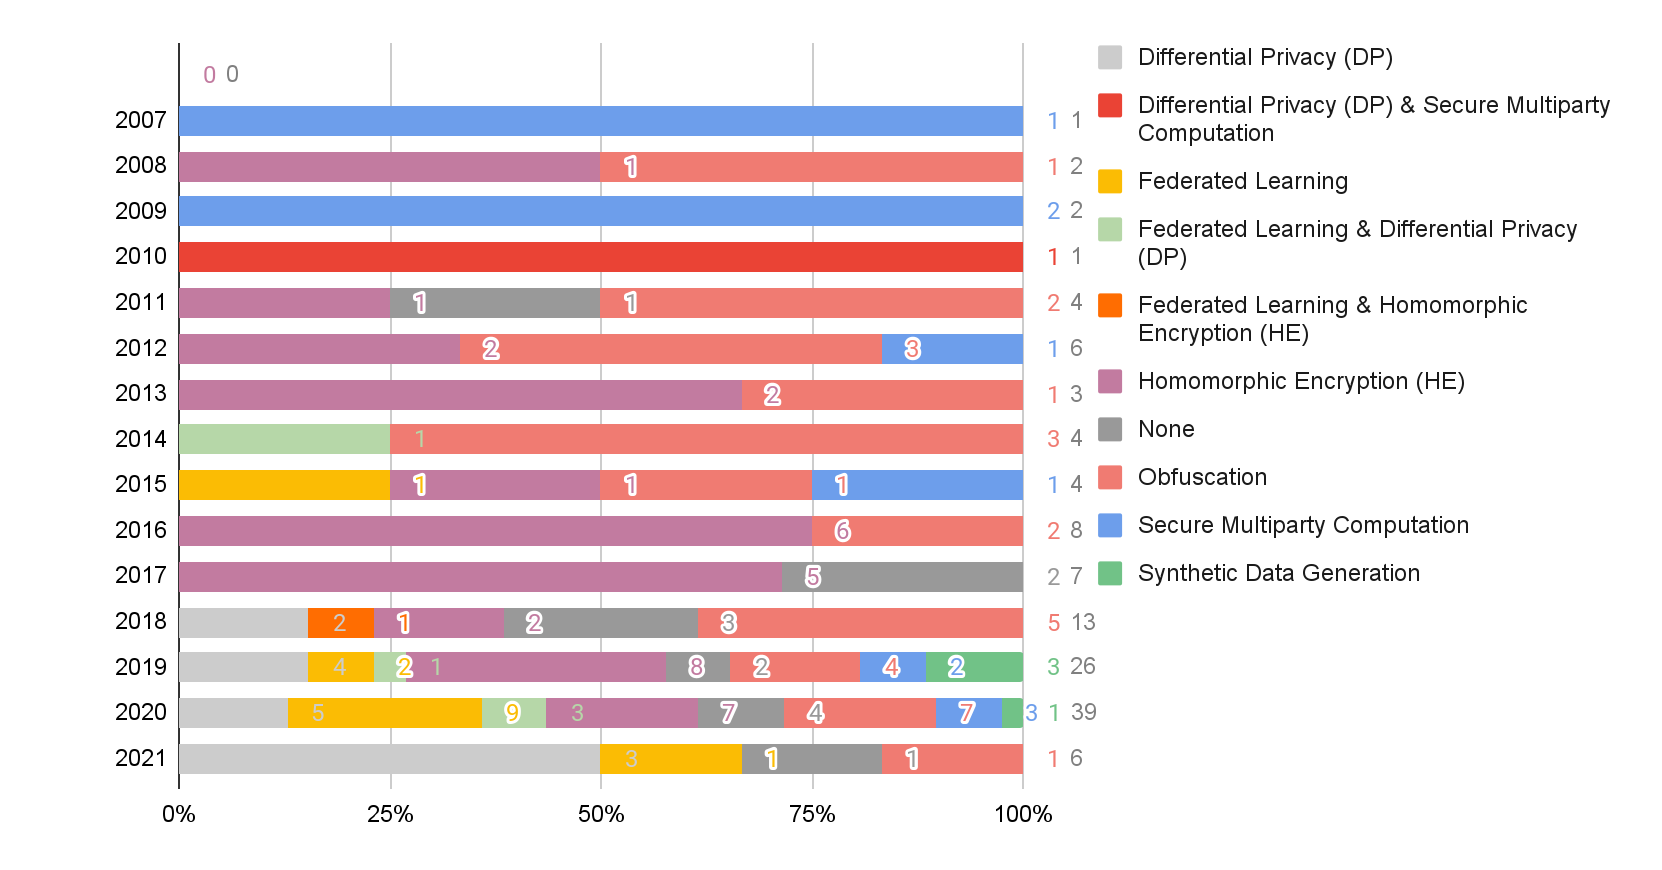 0 0
2007 1 1
2008 1 1 2
2009 2 2
2010 1 1
2011 1 1 2 4
2012 2 3 1 6
2013 2 1 3
2014 1 3 4
2015 1 1 1 1 4
2016 6 2 8
2017 5 2 7
2018 2 1 2 3 5 13
2019 4 2 1 8 2 4 2 3 26
2020 5 9 3 7 4 7 3 1 39
2021 3 1 1 1 6
0% 25% 50% 75% 100%
Differential Privacy (DP)
Differential Privacy (DP) & Secure Multiparty
Computation
Federated Learning
Federated Learning & Differential Privacy
(DP)
Federated Learning & Homomorphic
Encryption (HE)
Homomorphic Encryption (HE)
None
Obfuscation
Secure Multiparty Computation
Synthetic Data Generation